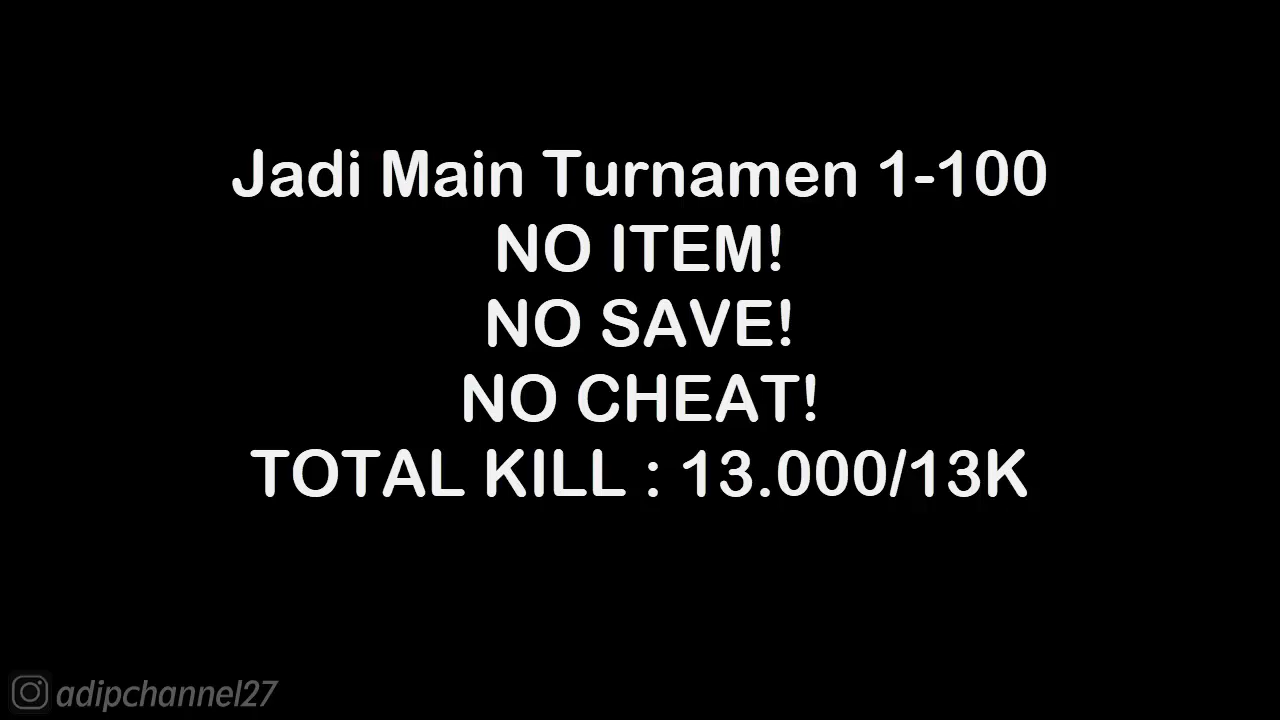 Jadi Main Turnamen 1-100
NO ITEM!
NO SAVE!
NO CHEAT!
TOTAL KILL : 13.000/13K
adipchannel27